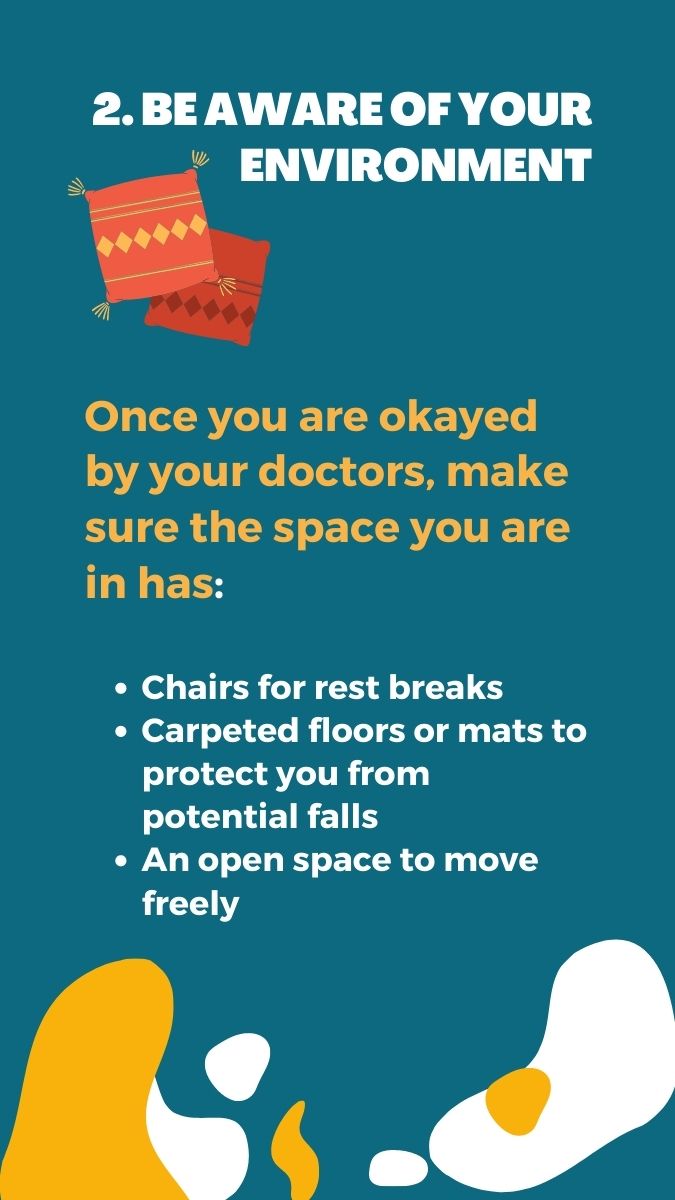 2. BE AWARE OF YOUR
ENVIRONMENT
Once you are okayed
by your doctors, make
sure the space you are
in has:
• Chairs for rest breaks
• Carpeted floors or mats to
protect you from
potential falls
• An open space to move
freely